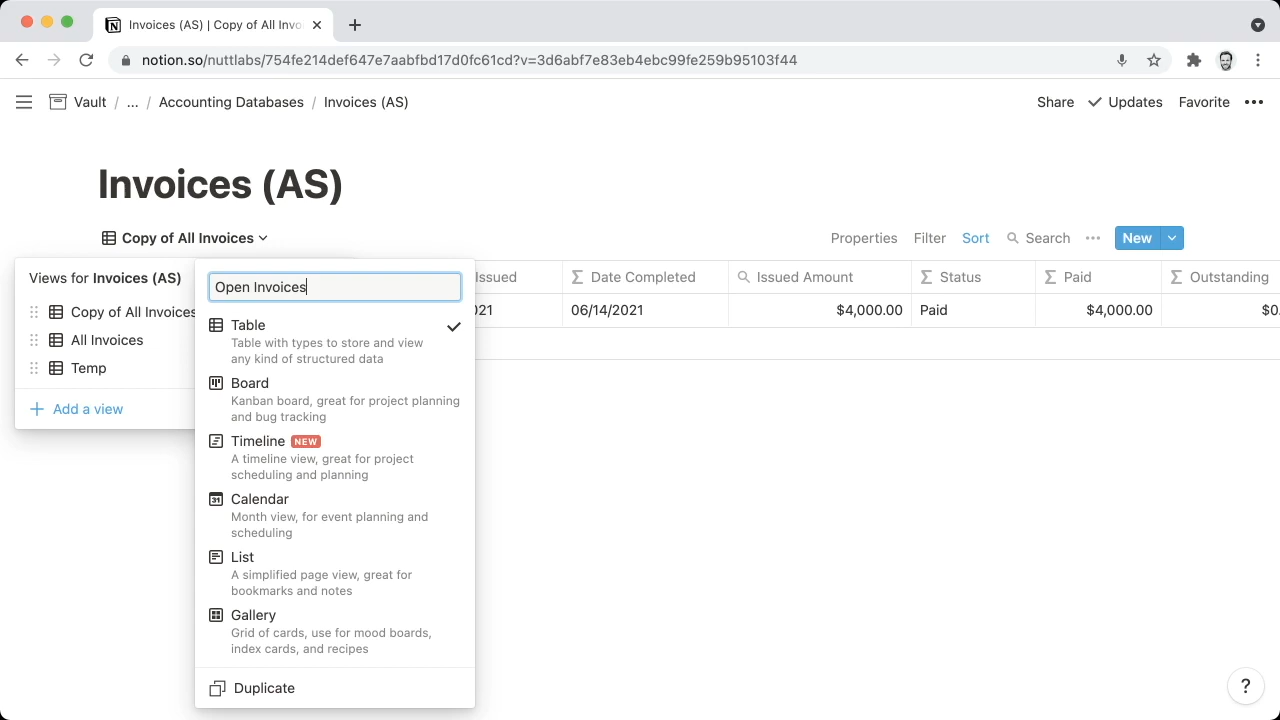 Invoices (AS) | Copy of All Invo
notion.so/nuttlabs/754fe214def647e7aabfbd17d0fc61cd?v=3d6abf7e83eb4ebc99fe259b95103f44
Vault / ... / Accounting Databases / Invoices (AS)
Share Updates Favorite
Invoices (AS)
Copy of All Invoices
Properties Filter Sort Search New
Views for Invoices (AS)
Copy of All Invoices
All Invoices
Temp
Add a view
Open Invoices
Table
Table with types to store and view
any kind of structured data
Board
Kanban board, great for project planning
and bug tracking
Timeline NEW
A timeline view, great for project
scheduling and planning
Calendar
31
Month view, for event planning and
scheduling
List
A simplified page view, great for
bookmarks and notes
Gallery
Grid of cards, use for mood boards,
index cards, and recipes
Duplicate
Issued Date Completed Issued Amount Status Paid Outstanding
021 06/14/2021 $4,000.00 Paid $4,000.00 $0.
?